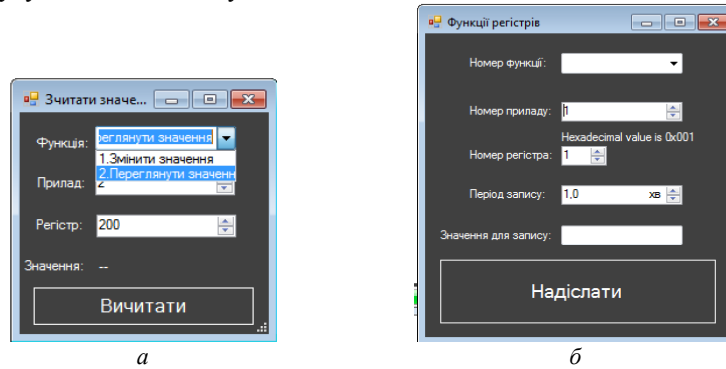 Зчитати значе...
Функція: реглянути значення
1.Змінити значення
2.Переглянути значенн
Прилад: 2
Регістр: 200
Значення: --
Вичитати
а
Функції регістрів
Номер функції:
Номер приладу: 1
Hexadecimal value is 0x001
Номер регістра: 1
Період запису: 1,0 хв
Значення для запису:
Надіслати
б